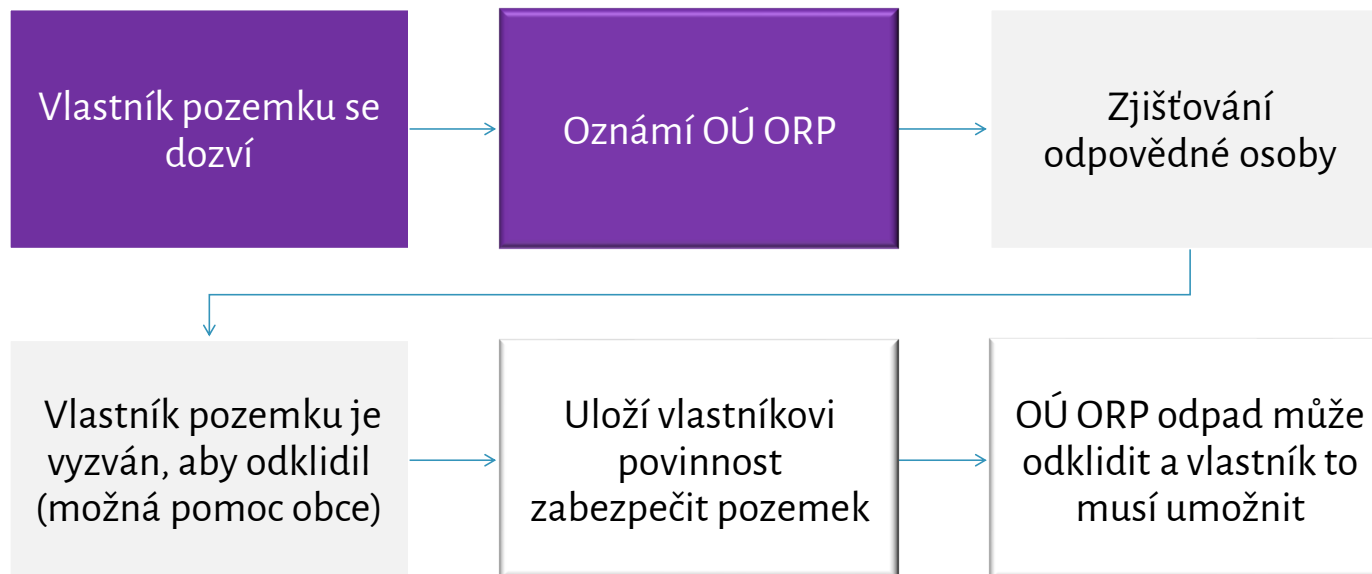 Vlastník pozemku se
dozví
Oznámí OÚ ORP
Zjišťování
odpovědné osoby
Vlastník pozemku je
vyzván, aby odklidil
(možná pomoc obce)
Uloží vlastníkovi
povinnost
zabezpečit pozemek
OÚ ORP odpad může
odklidit a vlastník to
musí umožnit